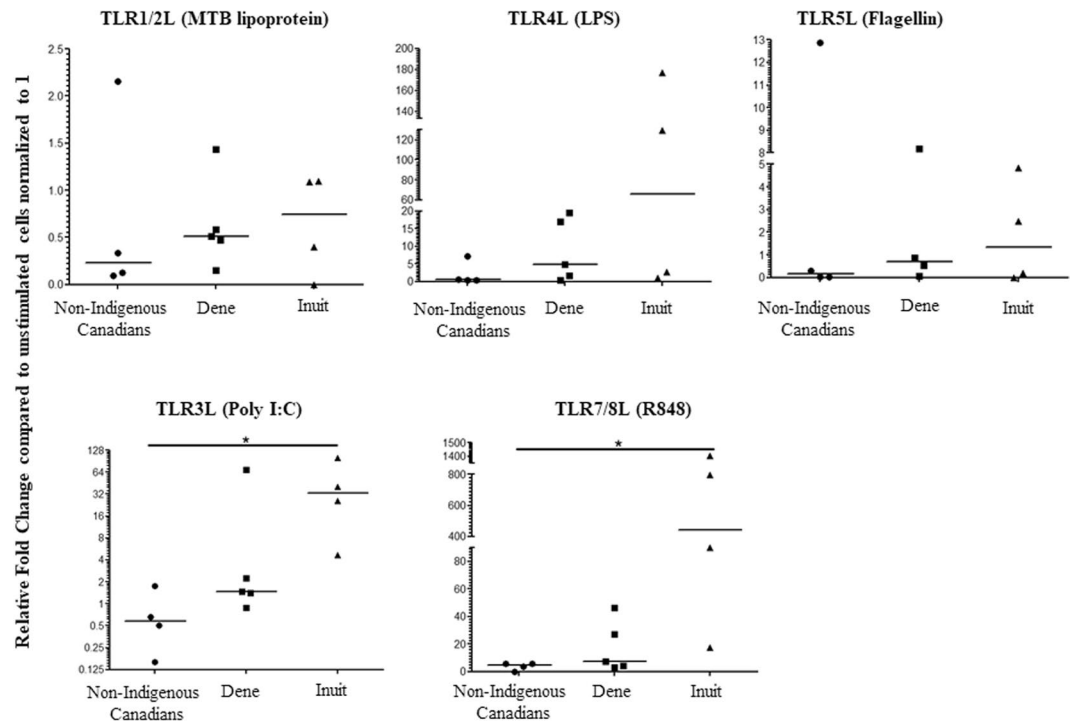 TLR1/2L (MTB lipoprotein)
TLR4L (LPS)
TLR5L (Flagellin)
Relative Fold Change compared to unstimulated cells normalized to 1
2.5
2.0
1.5
1.0
0.5
0.0
Non-Indigenous
Canadians
Dene
Inuit
200
180
160
140
120
100
80
60
20
15
10
5
0
Non-Indigenous
Canadians
Dene
Inuit
13
12
11
10
9
8
5
4
3
2
1
0
Non-Indigenous
Canadians
Dene
Inuit
TLR3L (Poly I:C)
TLR7/8L (R848)
*
128
64
32
16
8
4
2
1
0.5
0.25
0.125
Non-Indigenous
Canadians
Dene
Inuit
*
1500
1400
800
600
400
100
80
60
40
20
0
Non-Indigenous
Canadians
Dene
Inuit